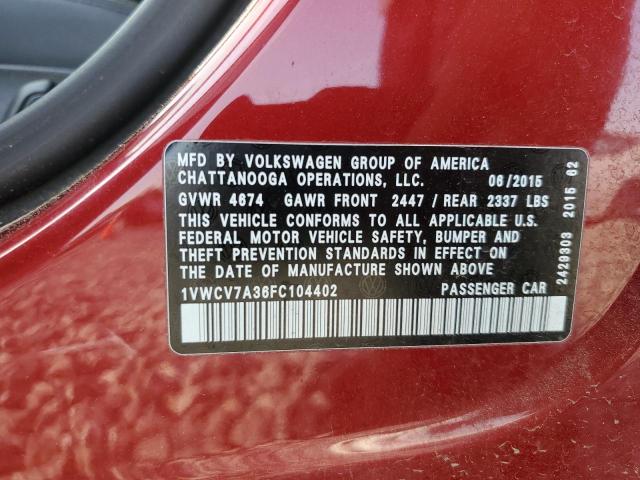 MFD BY VOLKSWAGEN GROUP OF AMERICA
CHATTANOOGA OPERATIONS, LLC. 06/2015
GVWR 4674 GAWR FRONT 2447 / REAR 2337 LBS
THIS VEHICLE CONFORMS TO ALL APPLICABLE U.S.
FEDERAL MOTOR VEHICLE SAFETY, BUMPER AND
THEFT PREVENTION STANDARDS IN EFFECT ON
THE DATE OF MANUFACTURE SHOWN ABOVE
1VWCV7A36FC104402 PASSENGER CAR
2429303 2015 62